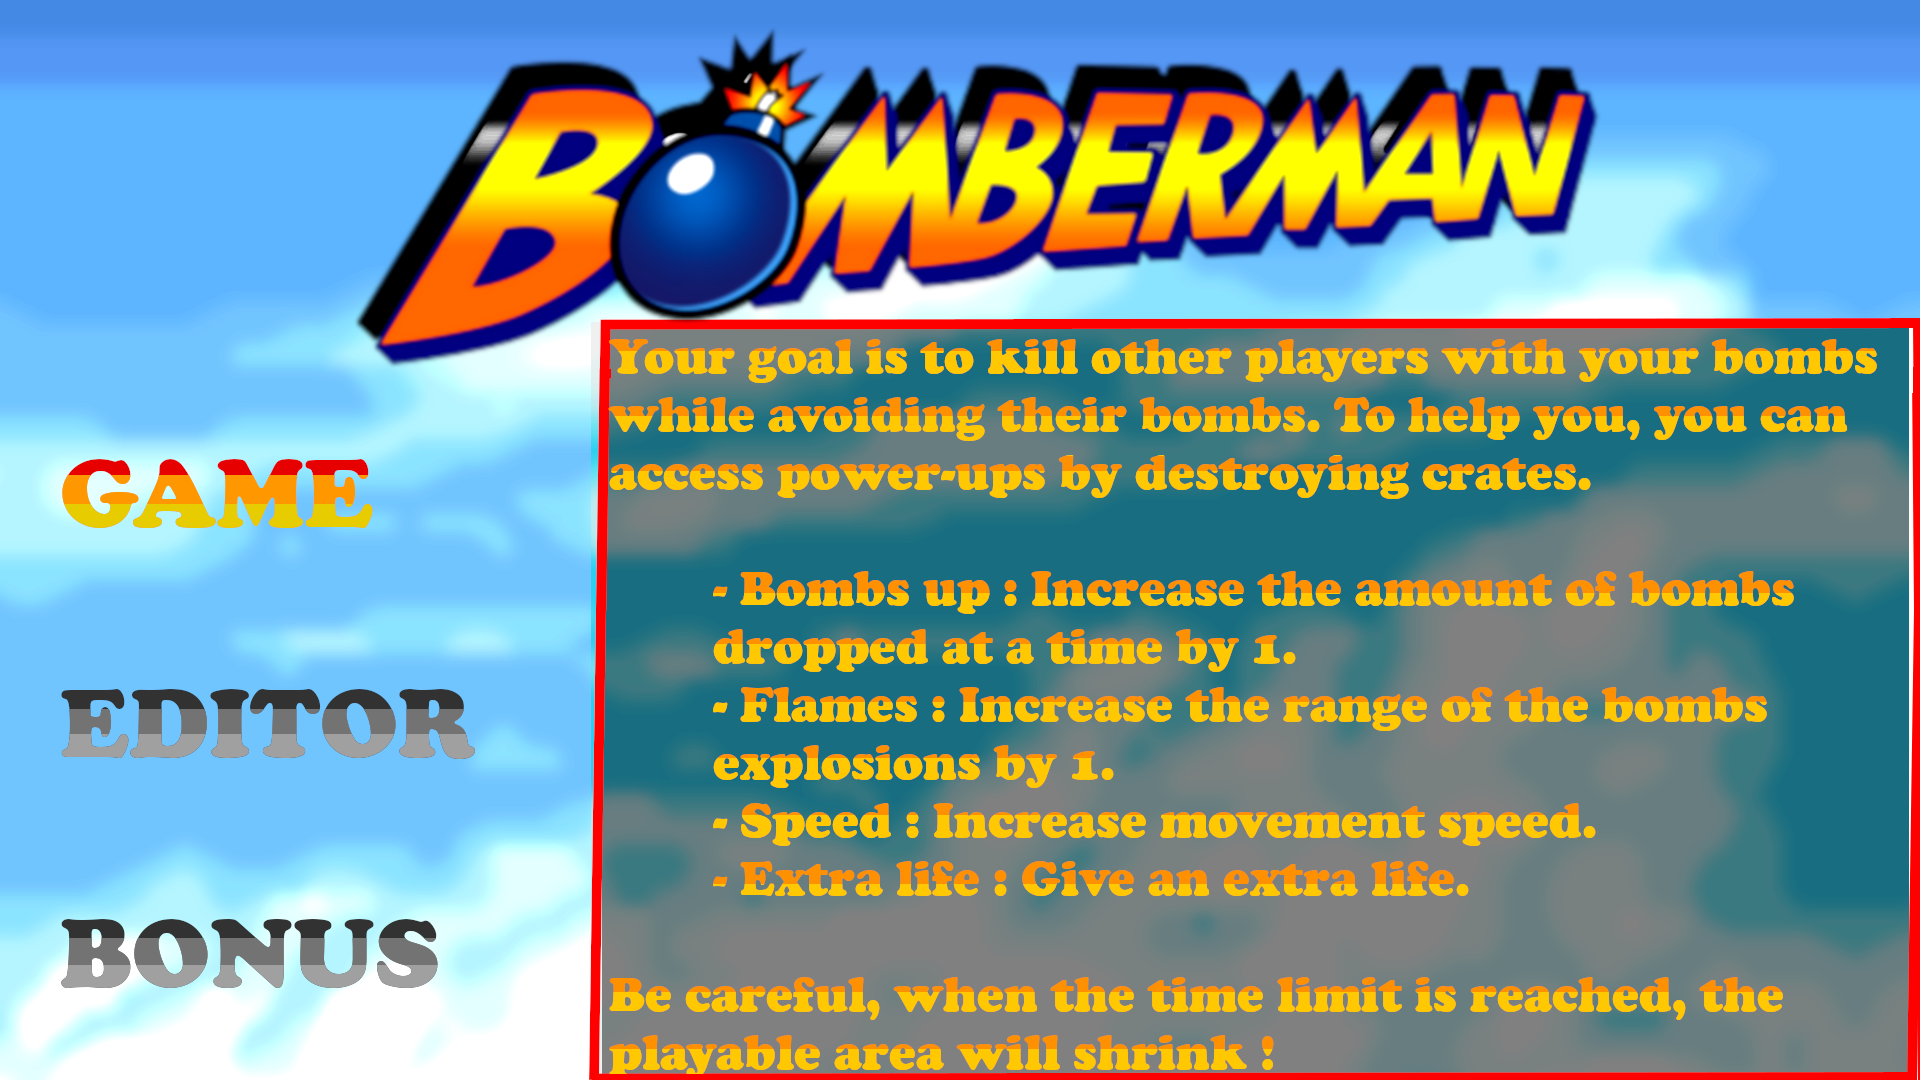 BOMBERMAN
Your goal is to kill other players with your bombs
while avoiding their bombs. To help you, you can
access power-ups by destroying crates.
- Bombs up : Increase the amount of bombs
dropped at a time by 1.
- Flames : Increase the range of the bombs
explosions by 1.
- Speed : Increase movement speed.
- Extra life : Give an extra life.
Be careful, when the time limit is reached, the
playable area will shrink !
GAME
EDITOR
BONUS